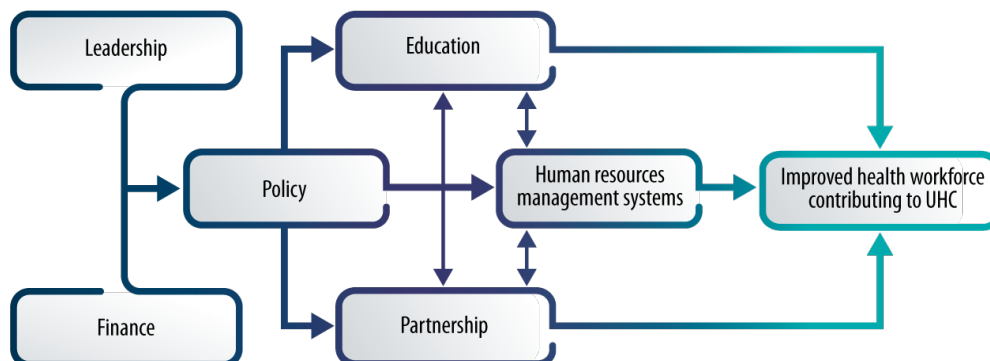 Leadership
Education
Policy
Human resources
management systems
Improved health workforce
contributing to UHC
Finance
Partnership